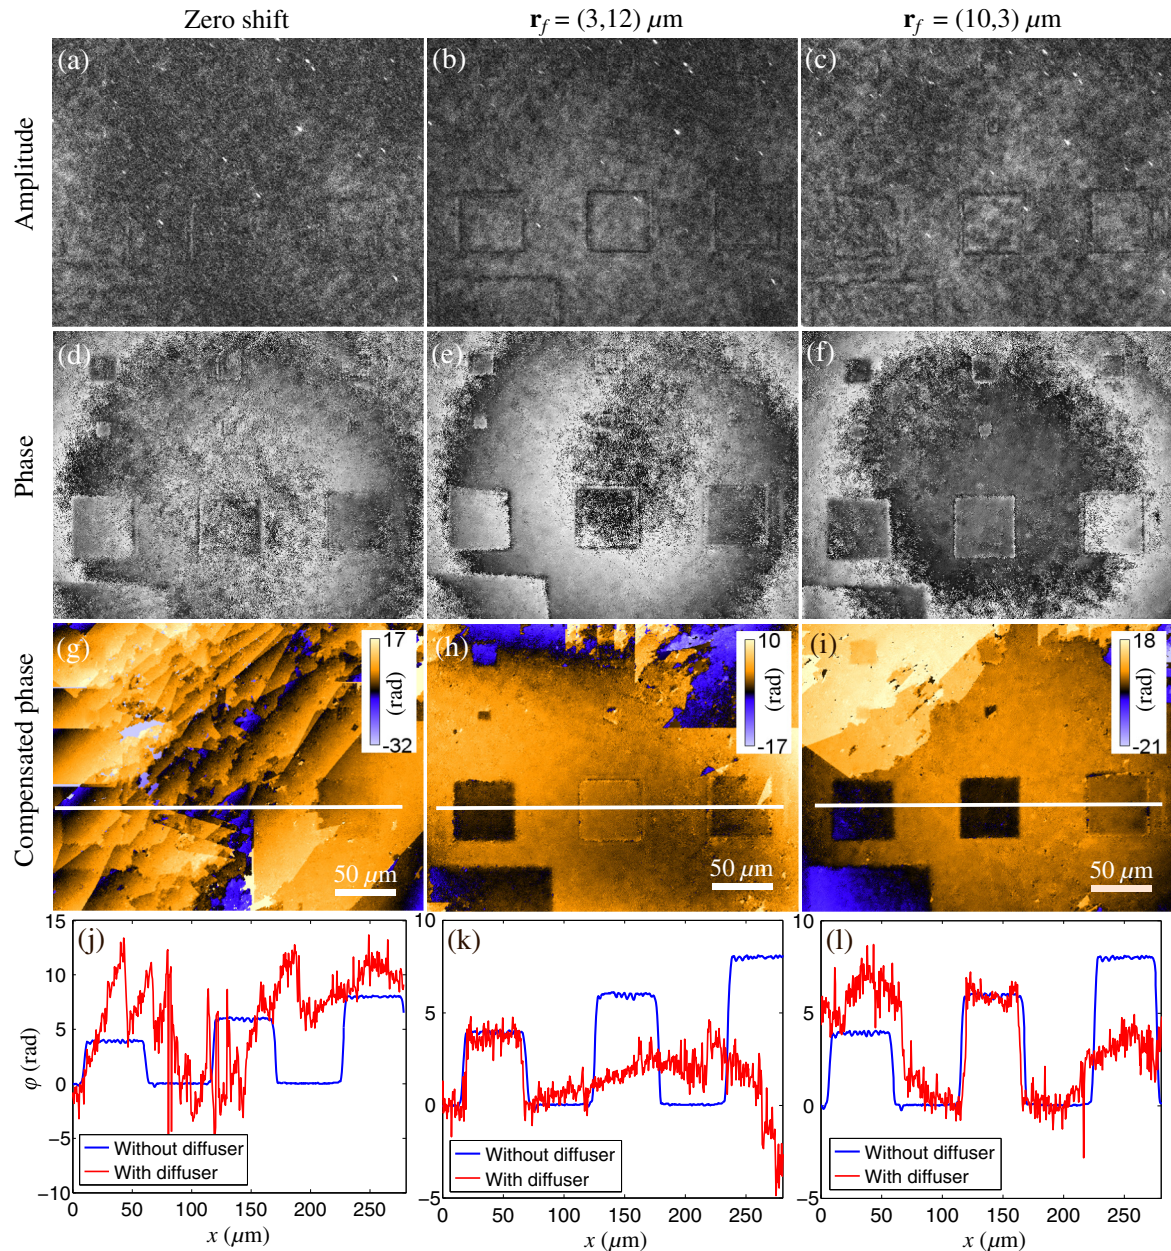 Zero shift
r_f = (3,12) μm
r_f = (10,3) μm
Amplitude
(a)
(b)
(c)
Phase
(d)
(e)
(f)
Compensated phase
(g)
17
(rad)
-32
50 μm
(h)
10
(rad)
-17
50 μm
(i)
18
(rad)
-21
50 μm
φ (rad)
15
10
5
0
−5
−10
(j)
Without diffuser
With diffuser
0 50 100 150 200 250
x (μm)
10
5
0
−5
(k)
Without diffuser
With diffuser
0 50 100 150 200 250
x (μm)
10
5
0
−5
(l)
Without diffuser
With diffuser
0 50 100 150 200 250
x (μm)